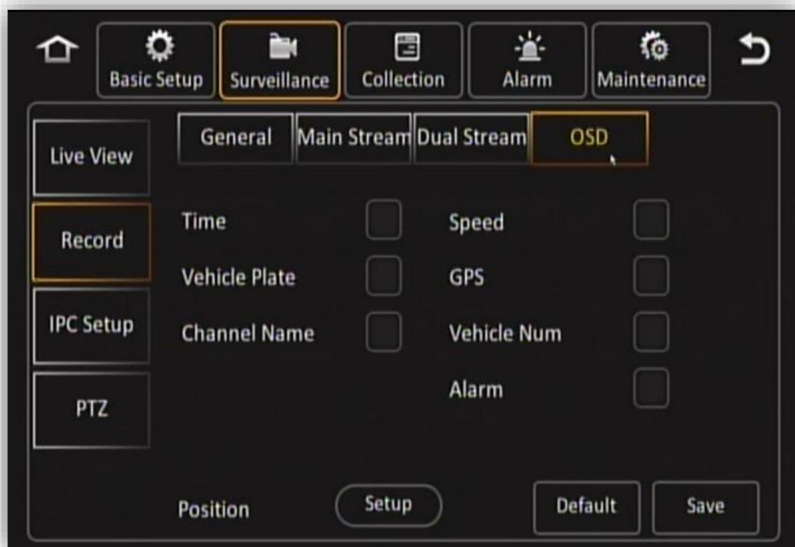 Basic Setup
Surveillance
Collection
Alarm
Maintenance
General
Main Stream
Dual Stream
OSD
Live View
Record
IPC Setup
PTZ
Time
Speed
Vehicle Plate
GPS
Channel Name
Vehicle Num
Alarm
Position
Setup
Default
Save